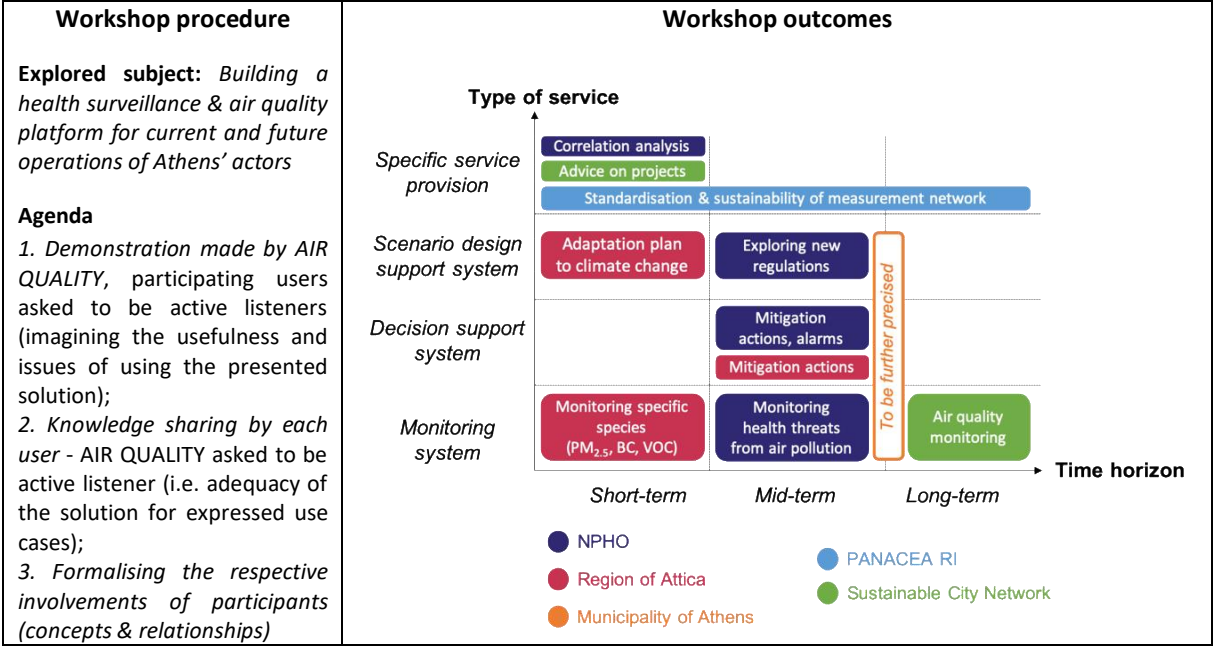 Workshop procedure
Explored subject: Building a
health surveillance & air quality
platform for current and future
operations of Athens’ actors
Agenda
1. Demonstration made by AIR
QUALITY, participating users
asked to be active listeners
(imagining the usefulness and
issues of using the presented
solution);
2. Knowledge sharing by each
user - AIR QUALITY asked to be
active listener (i.e. adequacy of
the solution for expressed use
cases);
3. Formalising the respective
involvements of participants
(concepts & relationships)
Workshop outcomes
Type of service
Specific service
provision
Correlation analysis
Advice on projects
Standardisation & sustainability of measurement network
Scenario design
support system
Adaptation plan
to climate change
Exploring new
regulations
Decision support
system
Mitigation
actions, alarms
Mitigation actions
To be further precised
Monitoring
system
Monitoring specific
species
(PM2.5, BC, VOC)
Monitoring
health threats
from air pollution
Air quality
monitoring
Time horizon
Short-term
Mid-term
Long-term
NPHO
Region of Attica
Municipality of Athens
PANACEA RI
Sustainable City Network